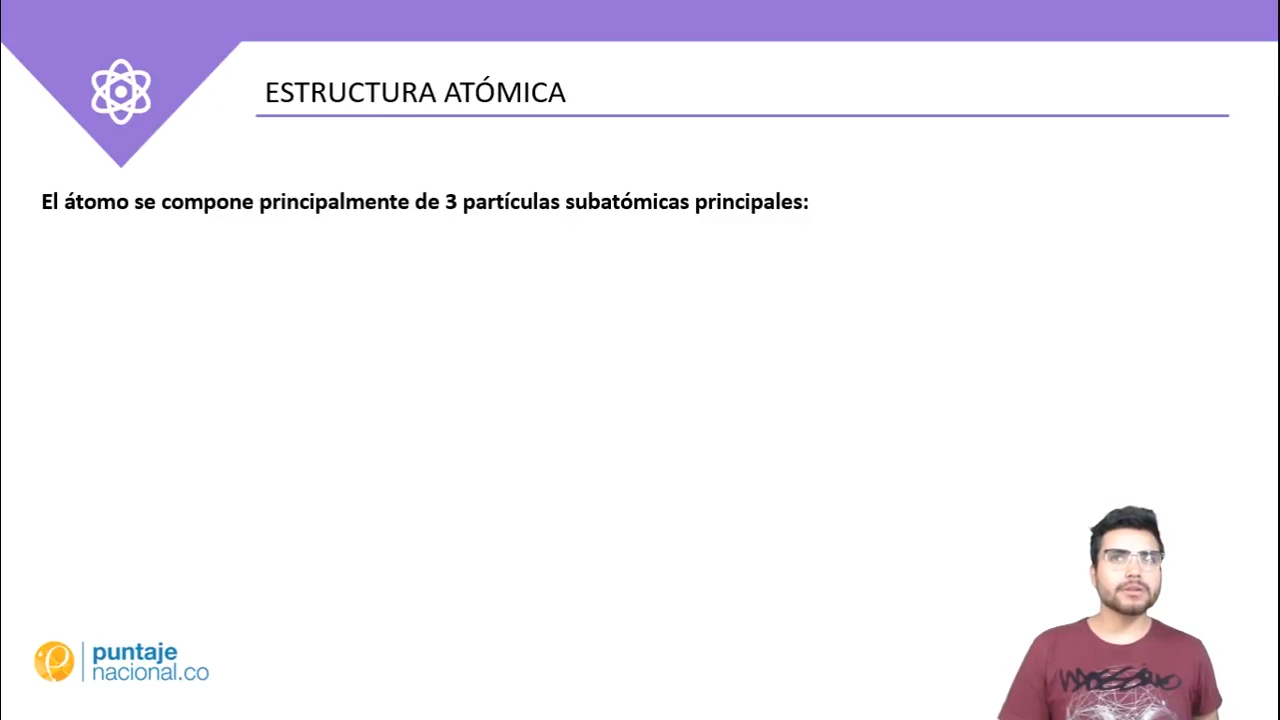 ESTRUCTURA ATÓMICA
El átomo se compone principalmente de 3 partículas subatómicas principales:
puntaje
nacional.co